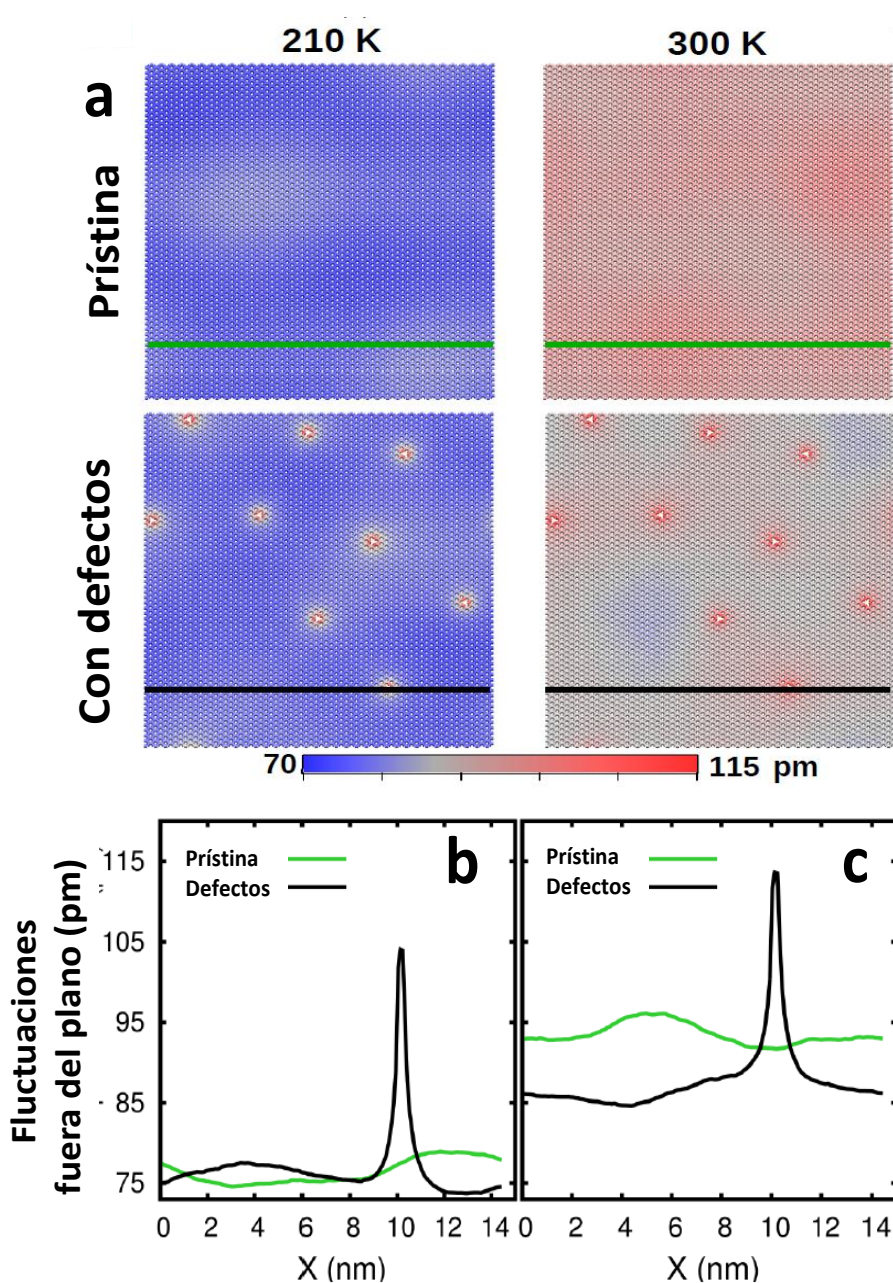 210 K 300 K
a
Prístina
Con defectos
70 115 pm
115
105
95
85
75
Fluctuaciones
fuera del plano (pm)
Prístina
Defectos
b
Prístina
Defectos
c
0 2 4 6 8 10 12 14
0 2 4 6 8 10 12 14
X (nm) X (nm)